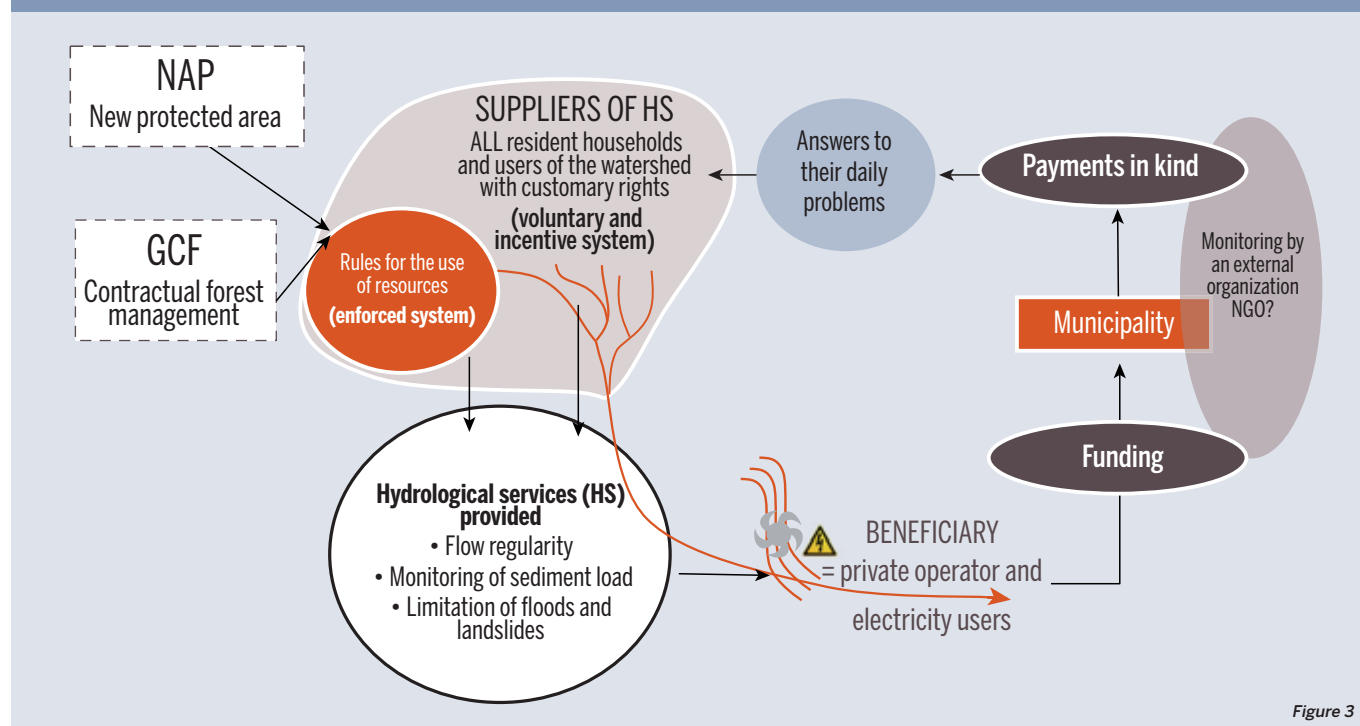 NAP
New protected area
GCF
Contractual forest
management
SUPPLIERS OF HS
ALL resident households
and users of the watershed
with customary rights
(voluntary and
incentive system)
Rules for the use
of resources
(enforced system)
Answers to
their daily
problems
Payments in kind
Monitoring by
an external
organization
NGO?
Municipality
Funding
Hydrological services (HS)
provided
• Flow regularity
• Monitoring of sediment load
• Limitation of floods and
landslides
BENEFICIARY
= private operator and
electricity users
Figure 3